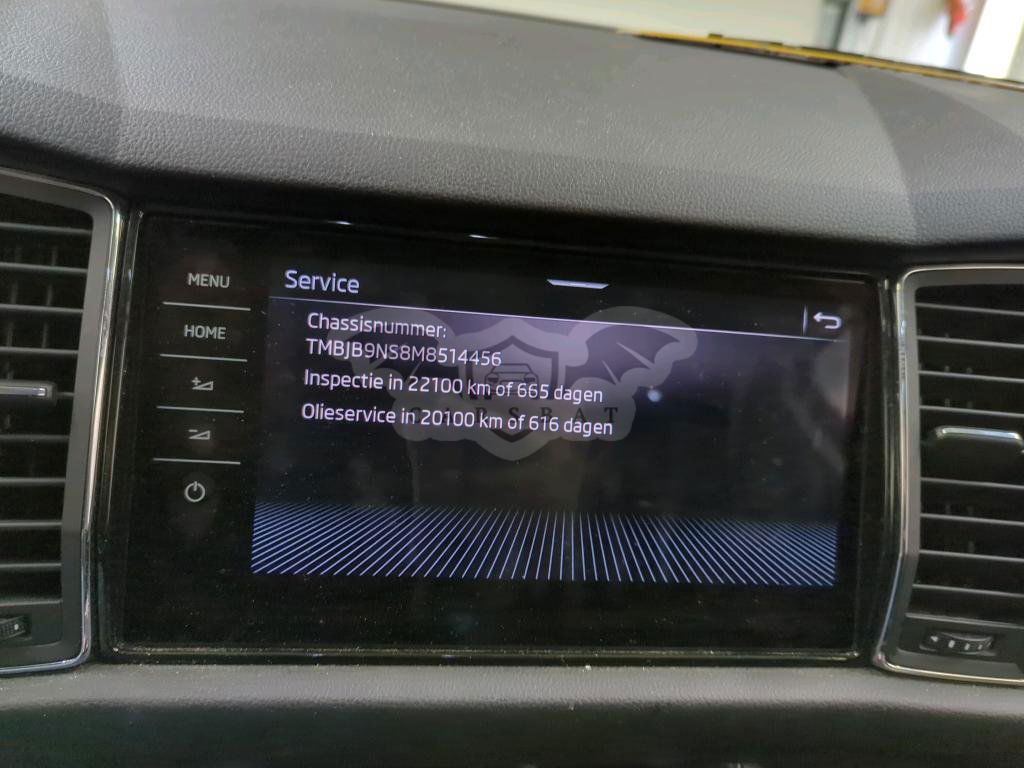 Service
MENU
HOME
Chassisnummer:
TMBJB9NS8M8514456
Inspectie in 22100 km of 665 dagen
Olieservice in 20100 km of 616 dagen
CARSBAT